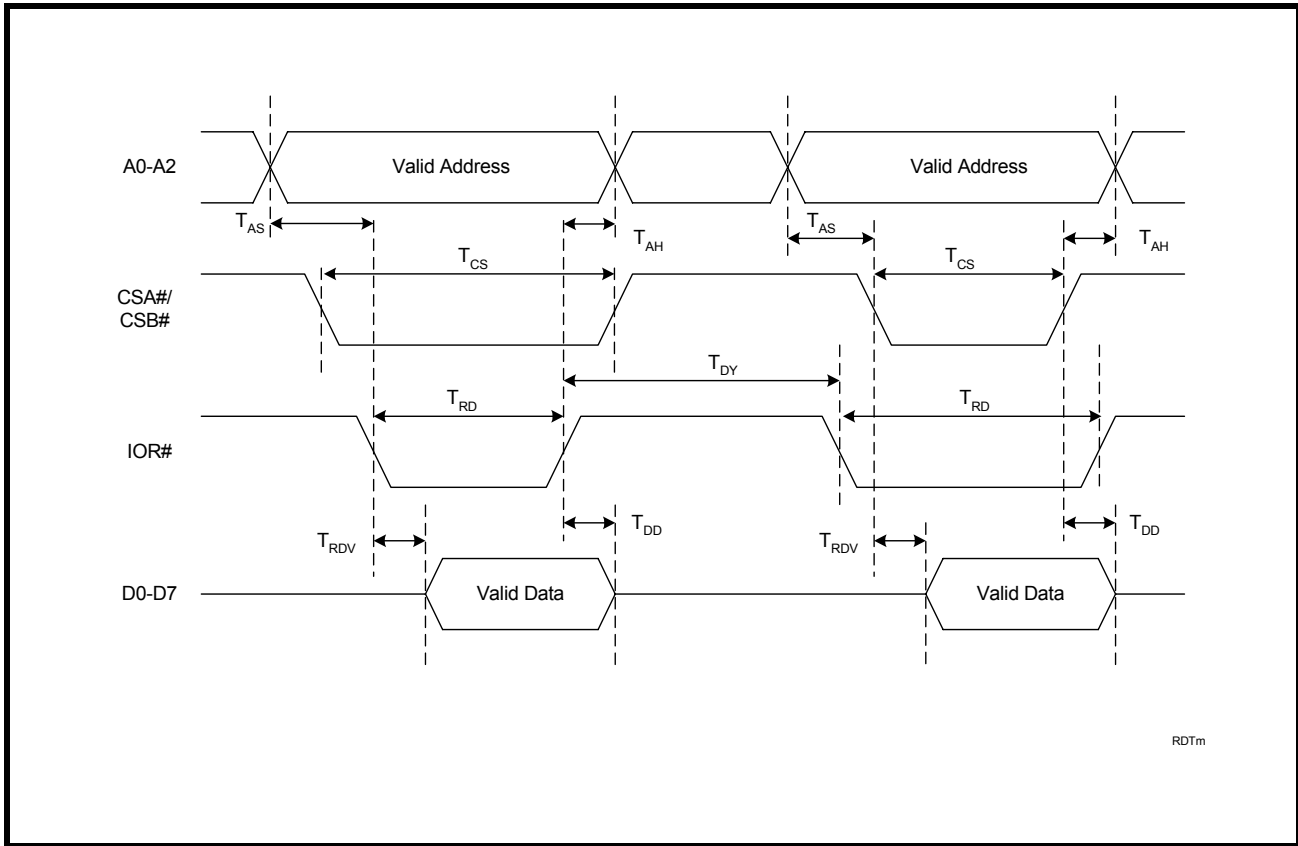 A0-A2
Valid Address
Valid Address
TAS
TAH
TAS
TAH
CSA#/
CSB#
TCS
TCS
TDY
IOR#
TRD
TRD
TRDV
TDD
TRDV
TDD
D0-D7
Valid Data
Valid Data
RDTm